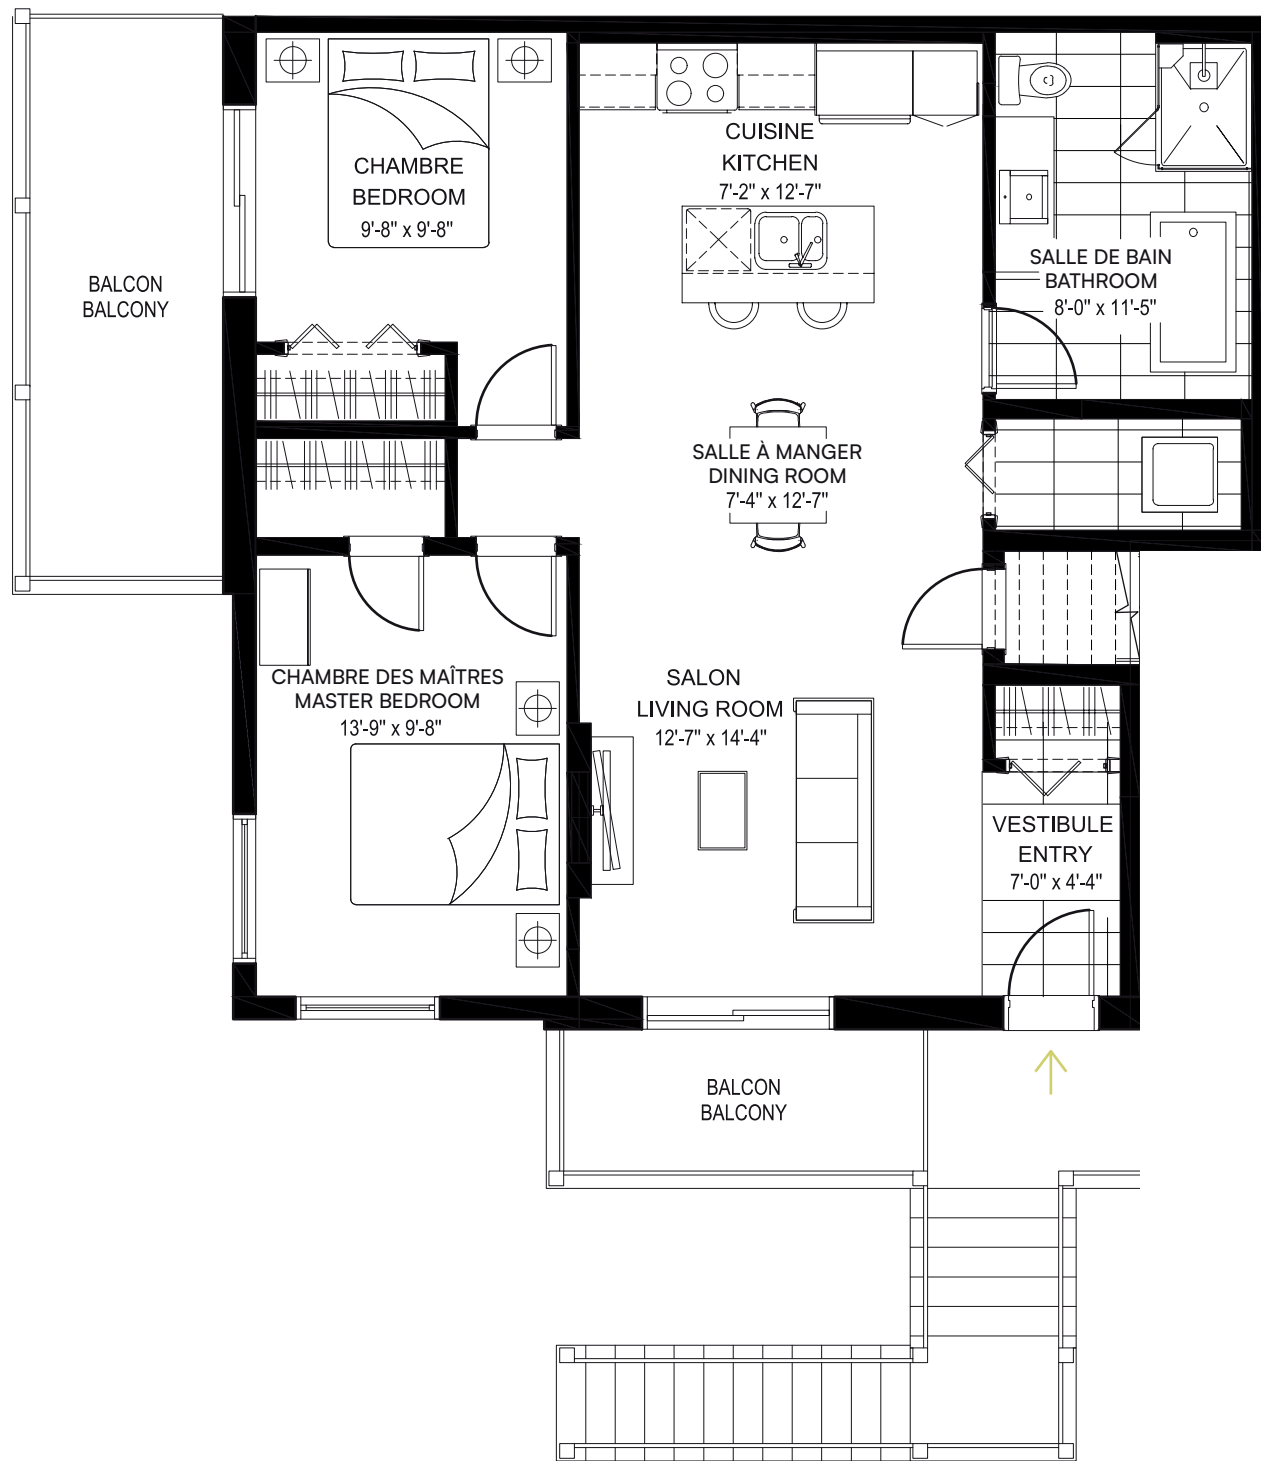 CUISINE
KITCHEN
7'-2" x 12'-7"
CHAMBRE
BEDROOM
9'-8" x 9'-8"
BALCON
BALCONY
SALLE DE BAIN
BATHROOM
8'-0" x 11'-5"
SALLE À MANGER
DINING ROOM
7'-4" x 12'-7"
CHAMBRE DES MAÎTRES
MASTER BEDROOM
13'-9" x 9'-8"
SALON
LIVING ROOM
12'-7" x 14'-4"
VESTIBULE
ENTRY
7'-0" x 4'-4"
BALCON
BALCONY